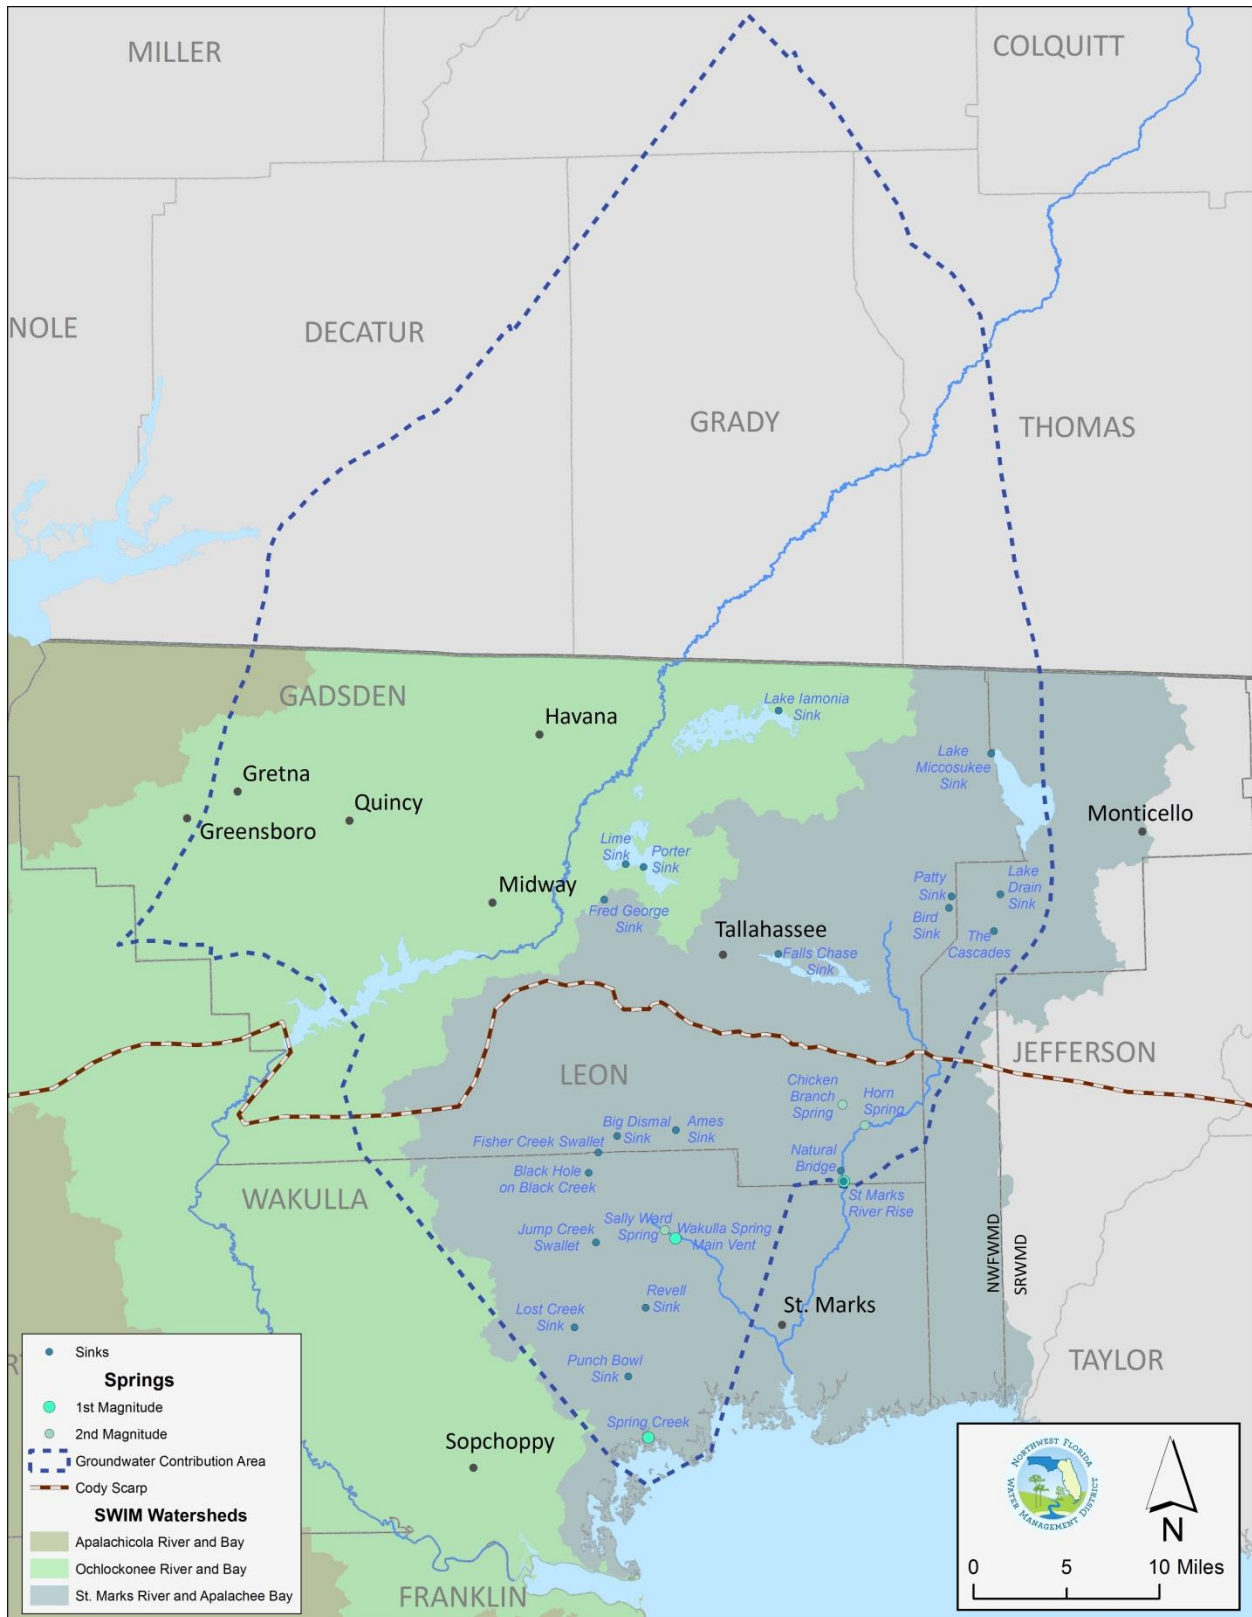 MILLER
COLQUITT
NOLE
DECATUR
GRADY
THOMAS
GADSDEN
Havana
Lake Iamonia
Sink
Gretna
Quincy
Greensboro
Lake
Miccosukee
Sink
Monticello
Lime
Sink
Porter
Sink
Midway
Fred George
Sink
Patty
Sink
Bird
Sink
Lake
Drain
Sink
The
Cascades
Tallahassee
Falls Chase
Sink
LEON
JEFFERSON
Chicken
Branch
Spring
Horn
Spring
Big Dismal
Sink
Ames
Sink
Fisher Creek Swallet
Natural
Bridge
Black Hole
on Black Creek
St Marks
River Rise
WAKULLA
Sally Ward
Spring
Wakulla Spring
Main Vent
Jump Creek
Swallet
NWFWMD
SRWMD
Revell
Sink
Lost Creek
Sink
St. Marks
Punch Bowl
Sink
TAYLOR
Spring Creek
Sopchoppy
FRANKLIN
Sinks
Springs
1st Magnitude
2nd Magnitude
Groundwater Contribution Area
Cody Scarp
SWIM Watersheds
Apalachicola River and Bay
Ochlockonee River and Bay
St. Marks River and Apalachee Bay
NORTHWEST FLORIDA
WATER MANAGEMENT DISTRICT
N
0 5 10 Miles